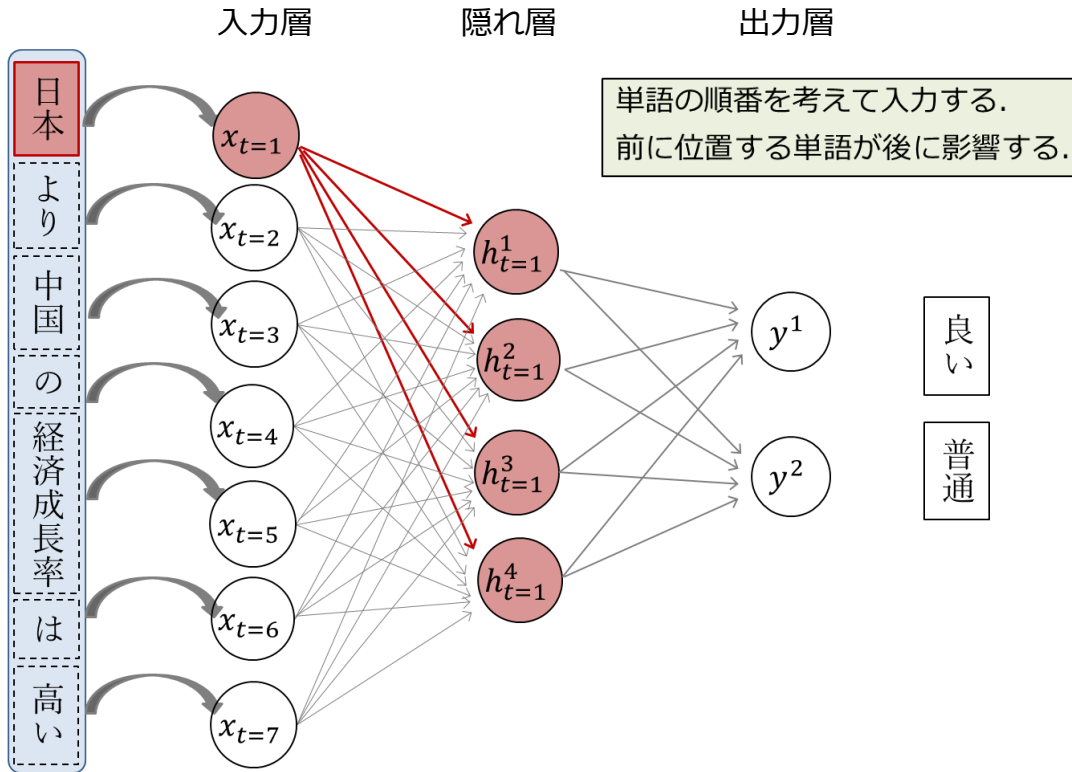 入力層
隠れ層
出力層
単語の順番を考えて入力する.
前に位置する単語が後に影響する.
日本
より
中国
の
経済成長率
は
高い
x_{t=1}
x_{t=2}
x_{t=3}
x_{t=4}
x_{t=5}
x_{t=6}
x_{t=7}
h^1_{t=1}
h^2_{t=1}
h^3_{t=1}
h^4_{t=1}
y^1
y^2
良い
普通